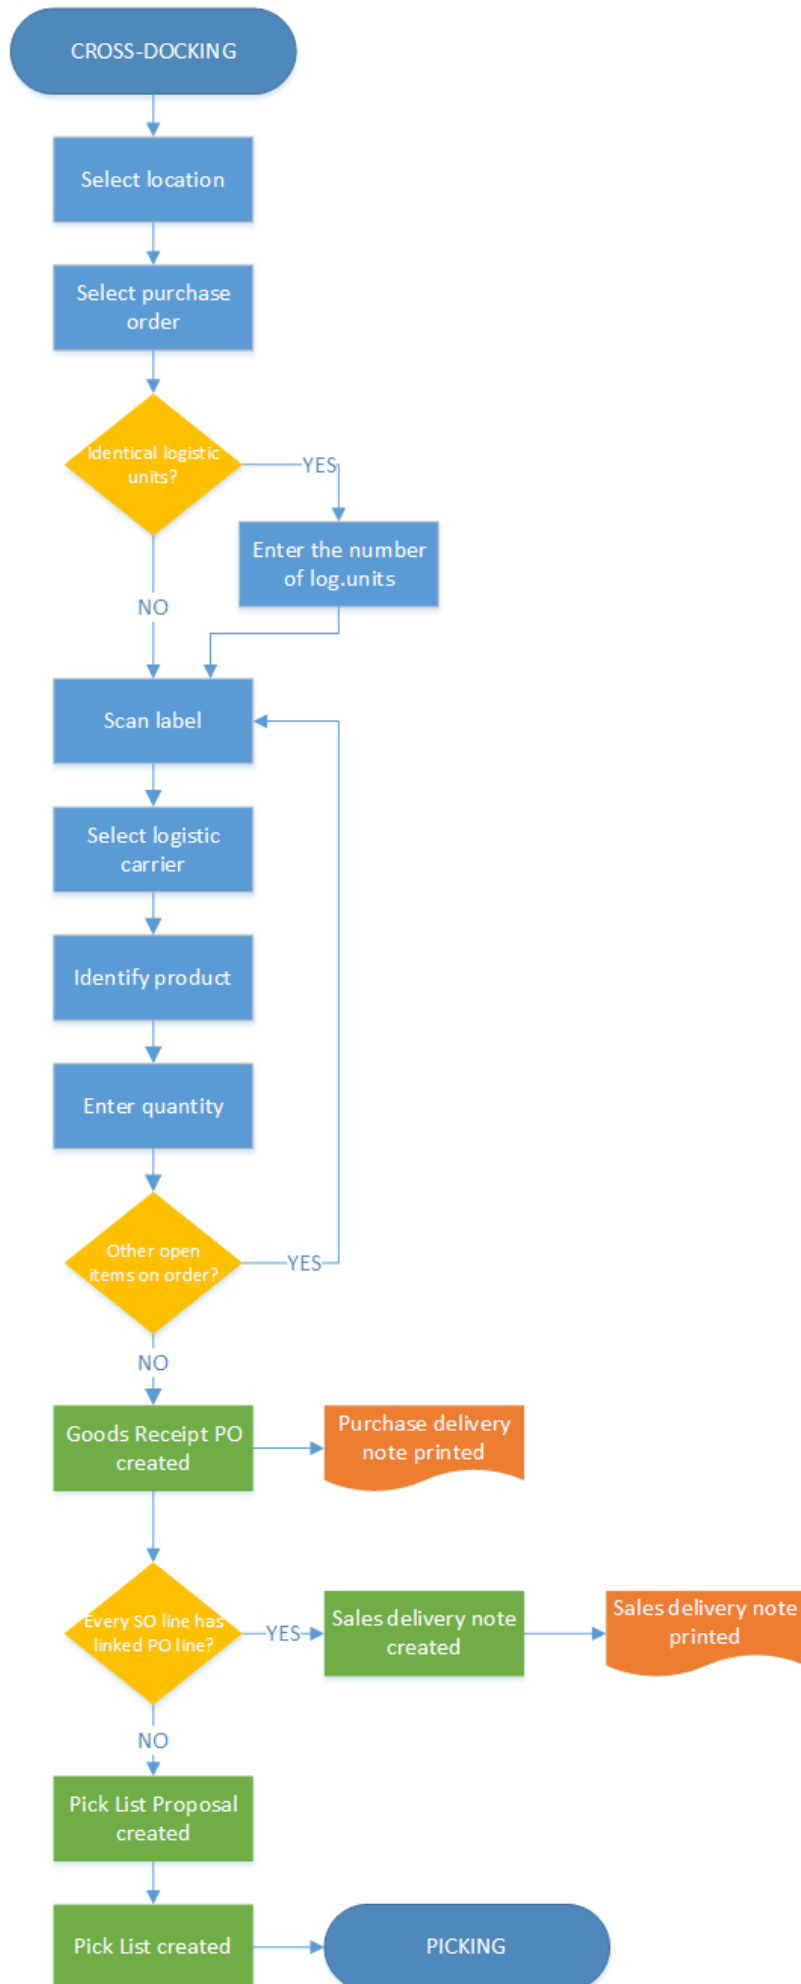 CROSS-DOCKING
Select location
Select purchase
order
Identical logistic
units?
YES
Enter the number
of log.units
NO
Scan label
Select logistic
carrier
Identify product
Enter quantity
Other open
items on order?
YES
NO
Goods Receipt PO
created
Purchase delivery
note printed
Every SO line has
linked PO line?
YES
Sales delivery note
created
Sales delivery note
printed
NO
Pick List Proposal
created
Pick List created
PICKING